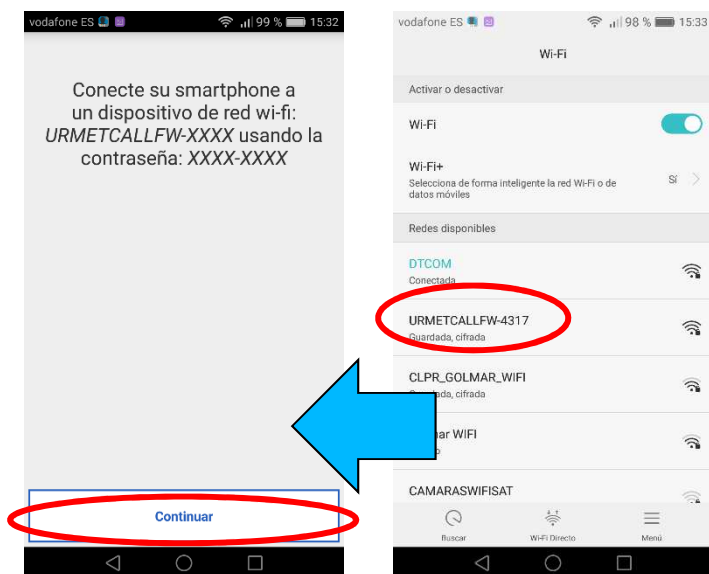 vodafone ES 99 % 15:32
Conecte su smartphone a
un dispositivo de red wi-fi:
URMETCALLFW-XXXX usando la
contraseña: XXXX-XXXX
Continuar
vodafone ES 98 % 15:33
Wi-Fi
Activar o desactivar
Wi-Fi
Wi-Fi+
Selecciona de forma inteligente la red Wi-Fi o de
datos móviles
Sí
Redes disponibles
DTCOM
Conectada
URMETCALLFW-4317
Guardada, cifrada
CLPR_GOLMAR_WIFI
cifrada
WIFI
CAMARASWIFISAT
Buscar Wi-Fi Directo Menú